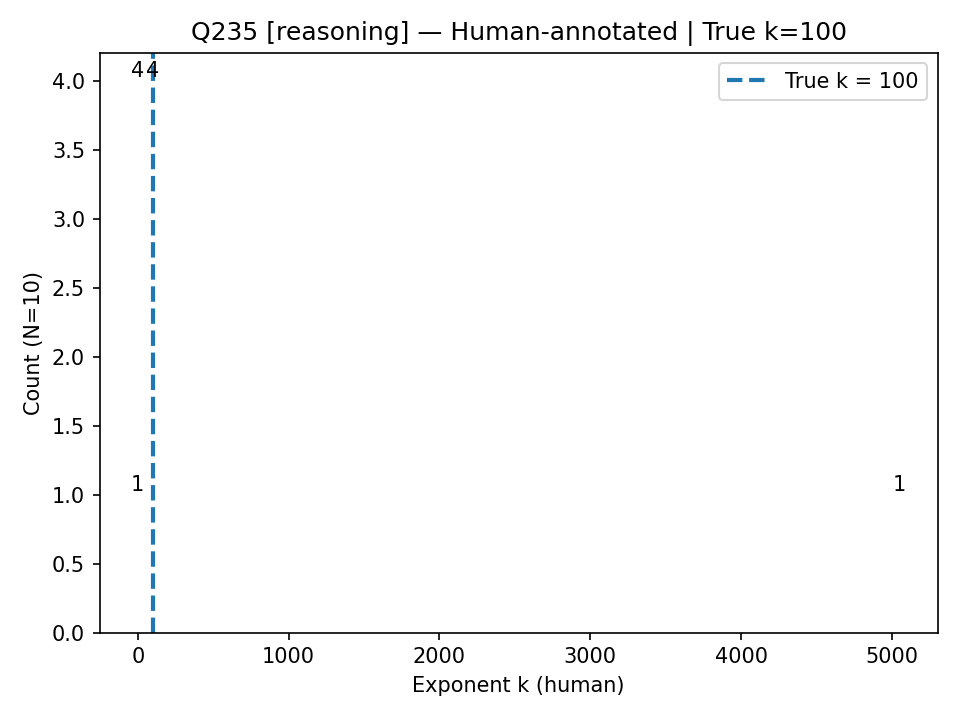 Q235 [reasoning] — Human-annotated | True k=100
44
True k = 100
4.0
3.5
3.0
2.5
2.0
1.5
1.0
0.5
0.0
1
1
Count (N=10)
0 1000 2000 3000 4000 5000
Exponent k (human)